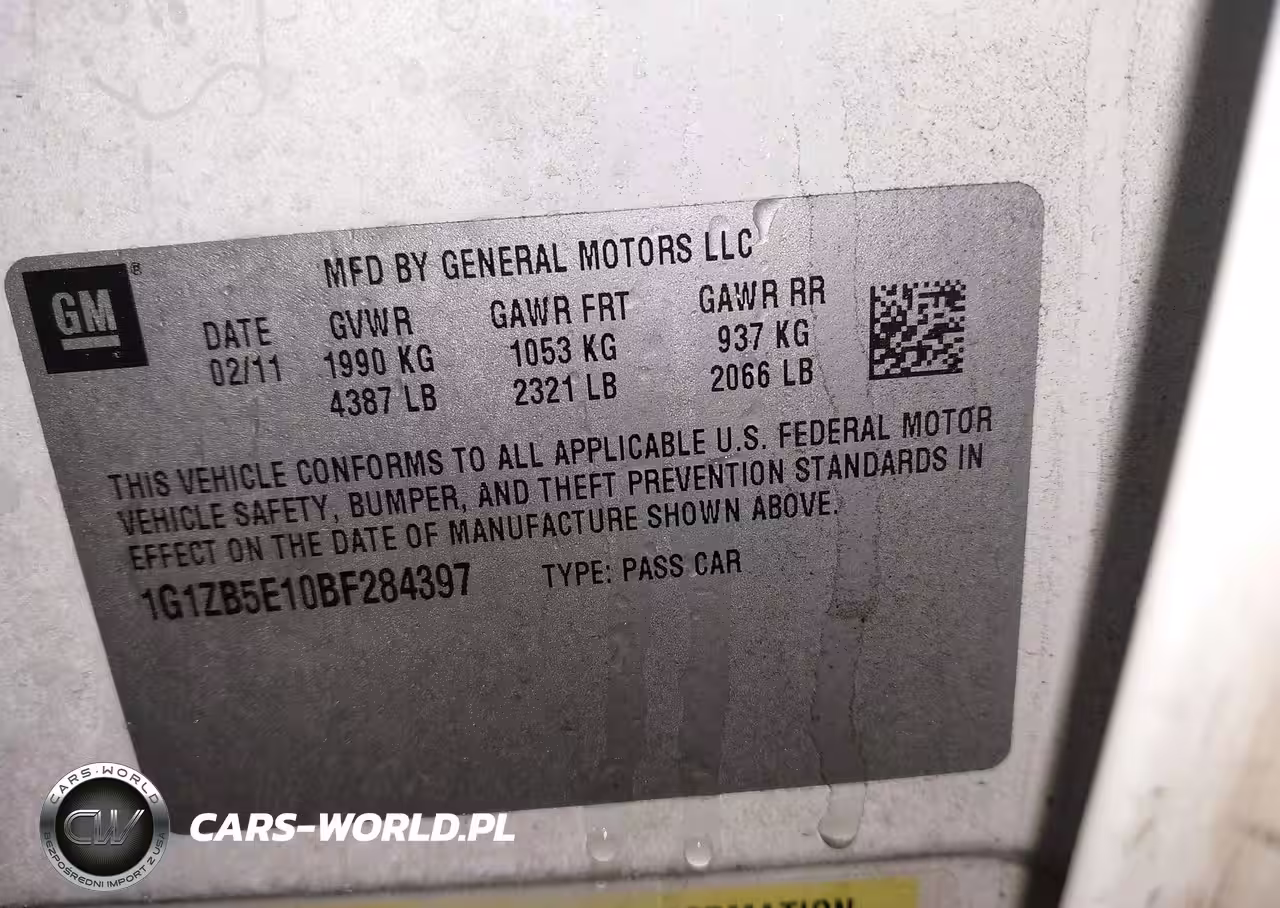 GM ®
MFD BY GENERAL MOTORS LLC
DATE GVWR GAWR FRT GAWR RR
02/11 1990 KG 1053 KG 937 KG
4387 LB 2321 LB 2066 LB
THIS VEHICLE CONFORMS TO ALL APPLICABLE U.S. FEDERAL MOTOR
VEHICLE SAFETY, BUMPER, AND THEFT PREVENTION STANDARDS IN
EFFECT ON THE DATE OF MANUFACTURE SHOWN ABOVE.
1G1ZB5E10BF284397 TYPE: PASS CAR
CARS-WORLD
CW
BEZPOŚREDNI IMPORT Z USA
CARS-WORLD.PL